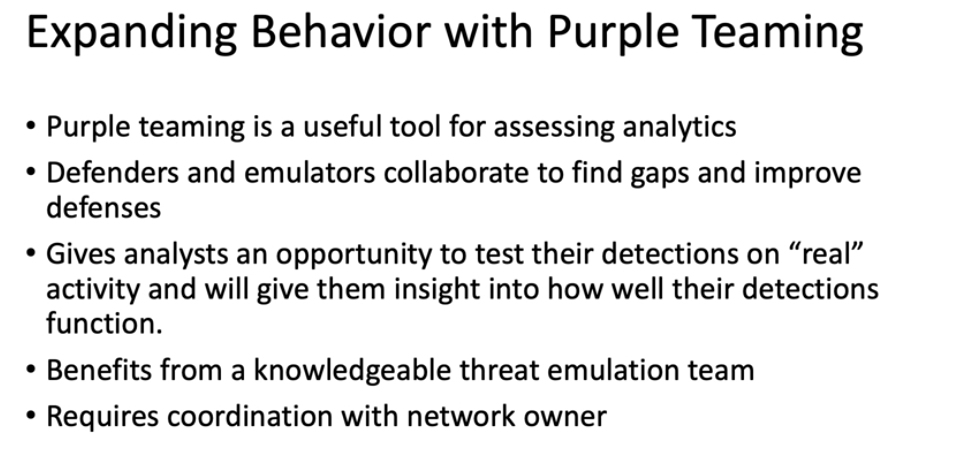 Expanding Behavior with Purple Teaming
• Purple teaming is a useful tool for assessing analytics
• Defenders and emulators collaborate to find gaps and improve
defenses
• Gives analysts an opportunity to test their detections on “real”
activity and will give them insight into how well their detections
function.
• Benefits from a knowledgeable threat emulation team
• Requires coordination with network owner